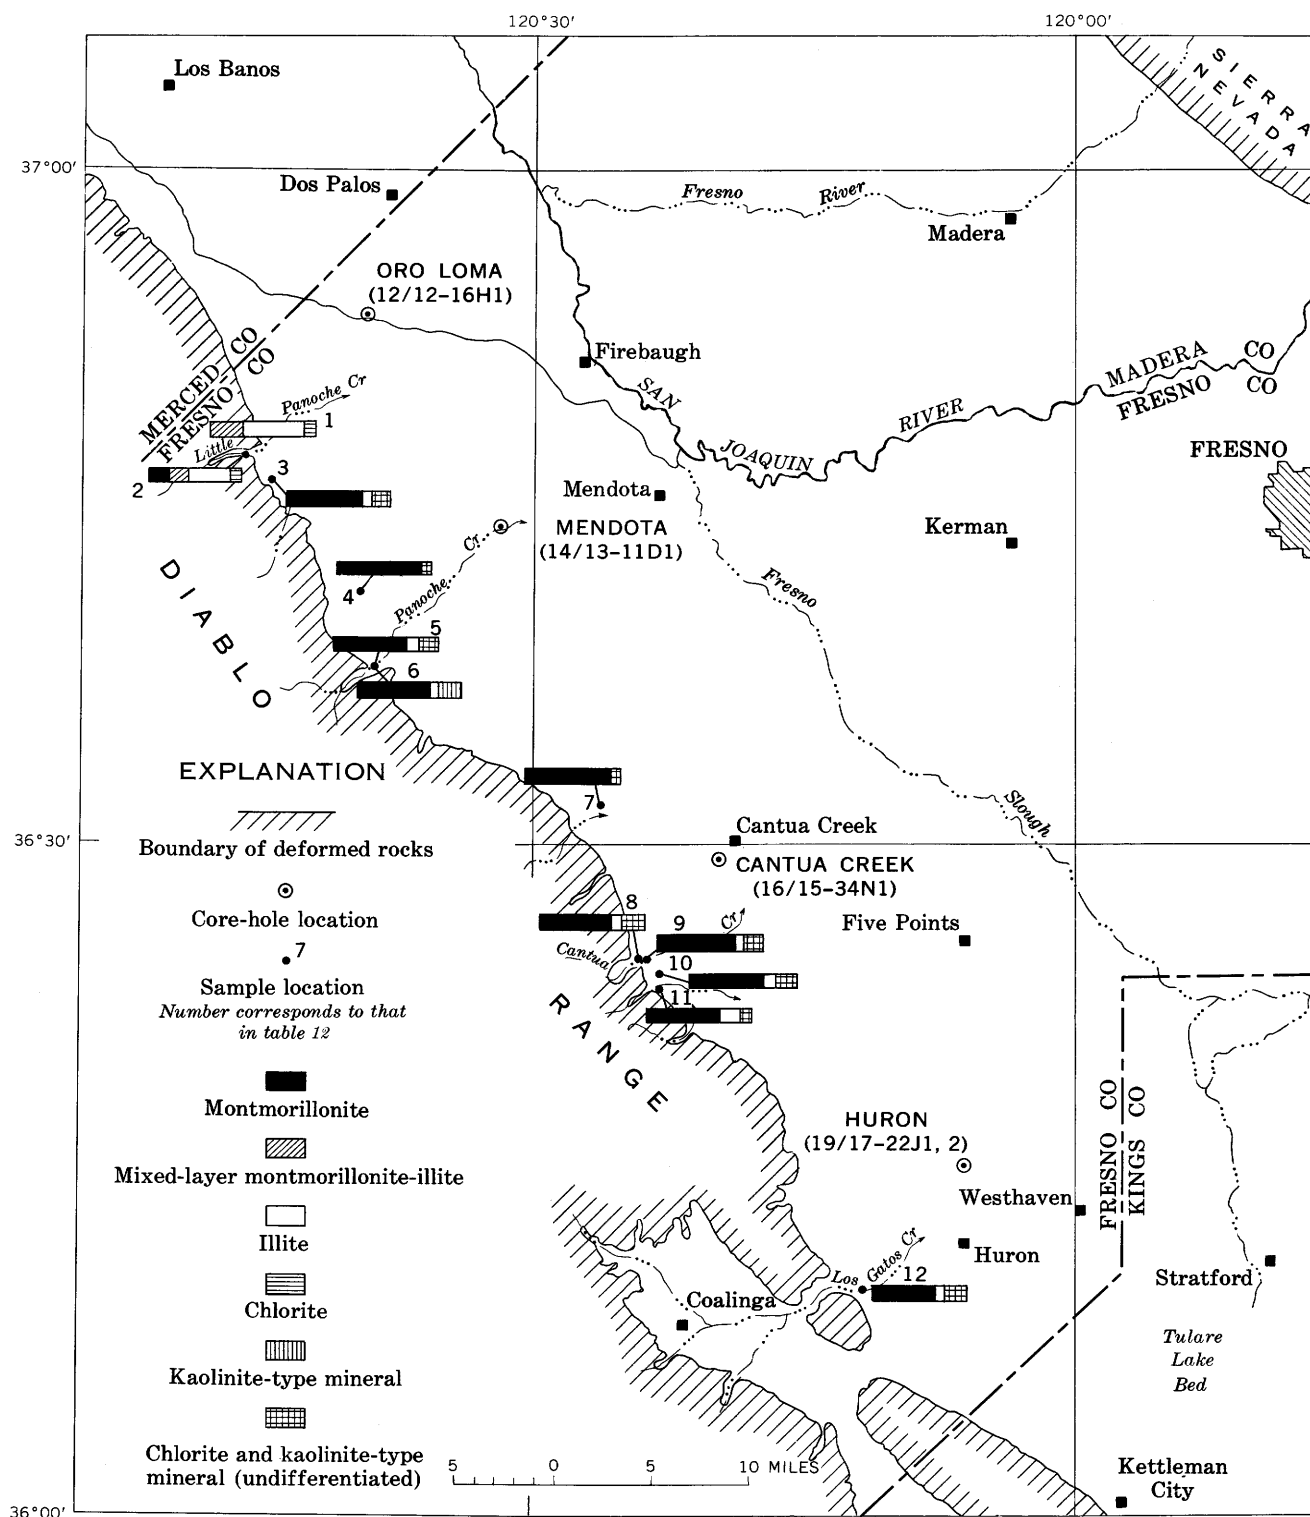 120°30'
120°00'
Los Banos
SIERRA
NEVADA
37°00'
Dos Palos
Fresno River
Madera
ORO LOMA
(12/12-16H1)
MERCED CO
FRESNO CO
Firebaugh
SAN JOAQUIN RIVER
MADERA CO
FRESNO CO
Little Panoche Cr
1
2
3
FRESNO
Mendota
MENDOTA
(14/13-11D1)
Kerman
DIABLO
4
Panoche Cr
Fresno
5
6
EXPLANATION
7
Slough
36°30'
Boundary of deformed rocks
Cantua Creek
CANTUA CREEK
(16/15-34N1)
Core-hole location
8
9
Cr
Five Points
7
Cantua
10
Sample location
Number corresponds to that
in table 12
11
RANGE
Montmorillonite
FRESNO CO
KINGS CO
HURON
(19/17-22J1, 2)
Mixed-layer montmorillonite-illite
Westhaven
Illite
Huron
Los Gatos Cr
12
Stratford
Chlorite
Coalinga
Tulare
Lake
Bed
Kaolinite-type mineral
Chlorite and kaolinite-type
mineral (undifferentiated)
5 0 5 10 MILES
Kettleman
City
36°00'